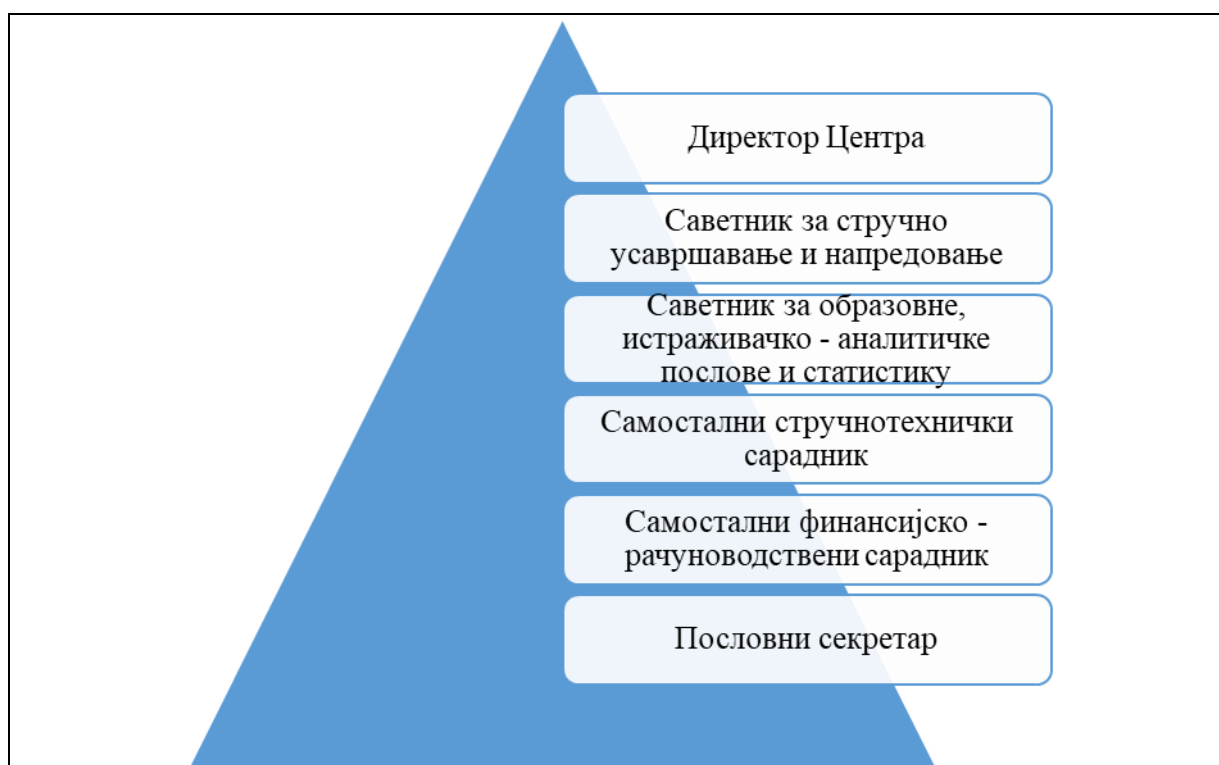 Директор Центра
Саветник за стручно
усавршавање и напредовање
Саветник за образовне,
истраживачко - аналитичке
послове и статистику
Самостални стручнотехнички
сарадник
Самостални финансијско -
рачуноводствени сарадник
Пословни секретар